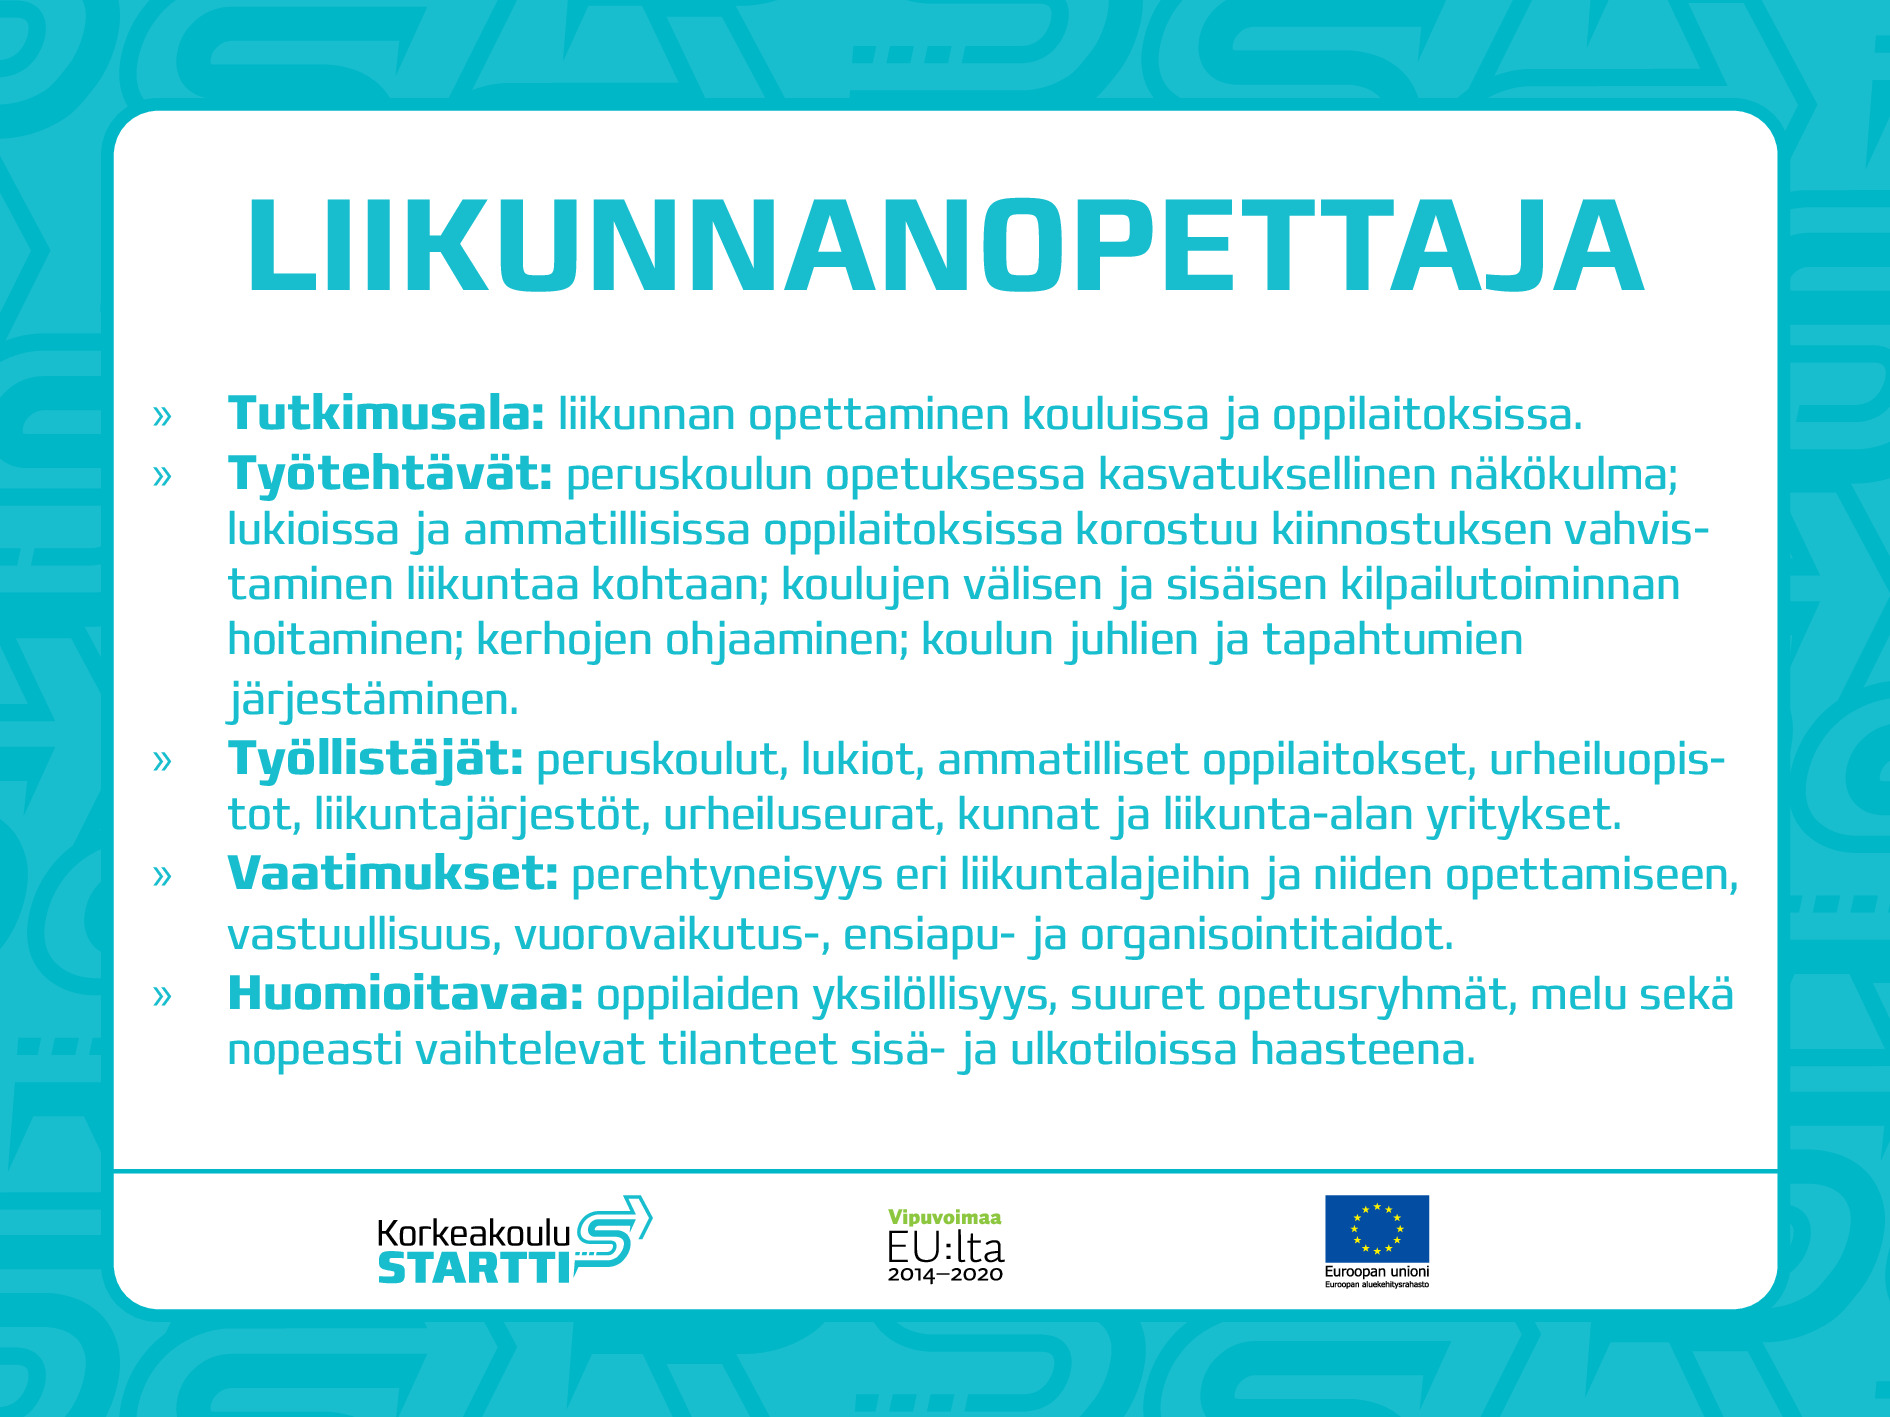 LIIKUNNANOPETTAJA
» Tutkimusala: liikunnan opettaminen kouluissa ja oppilaitoksissa.
» Työtehtävät: peruskoulun opetuksessa kasvatuksellinen näkökulma;
lukioissa ja ammatillisissa oppilaitoksissa korostuu kiinnostuksen vahvis-
taminen liikuntaa kohtaan; koulujen välisen ja sisäisen kilpailutoiminnan
hoitaminen; kerhojen ohjaaminen; koulun juhlien ja tapahtumien
järjestäminen.
» Työllistäjät: peruskoulut, lukiot, ammatilliset oppilaitokset, urheiluopis-
tot, liikuntajärjestöt, urheiluseurat, kunnat ja liikunta-alan yritykset.
» Vaatimukset: perehtyneisyys eri liikuntalajeihin ja niiden opettamiseen,
vastuullisuus, vuorovaikutus-, ensiapu- ja organisointitaidot.
» Huomioitavaa: oppilaiden yksilöllisyys, suuret opetusryhmät, melu sekä
nopeasti vaihtelevat tilanteet sisä- ja ulkotiloissa haasteena.
Korkeakoulu
STARTTI
Vipuvoimaa
EU:lta
2014–2020
Euroopan unioni
Euroopan aluekehitysrahasto